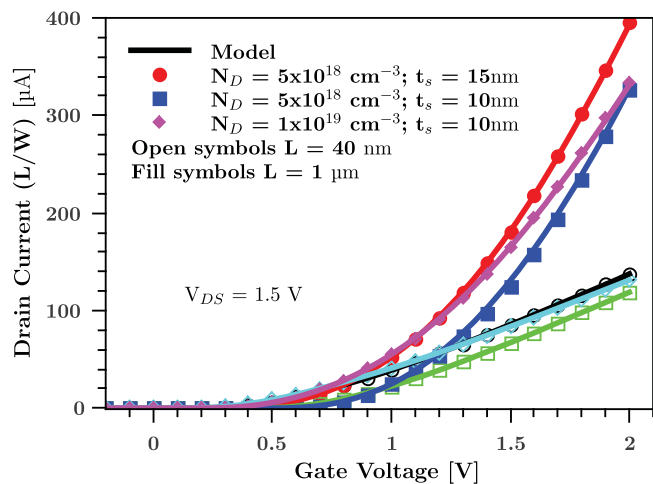 400
300
200
100
0
Drain Current (L/W) [μA]
Model
N_D = 5x10^18 cm^−3; t_s = 15nm
N_D = 5x10^18 cm^−3; t_s = 10nm
N_D = 1x10^19 cm^−3; t_s = 10nm
Open symbols L = 40 nm
Fill symbols L = 1 μm
V_DS = 1.5 V
0 0.5 1 1.5 2
Gate Voltage [V]